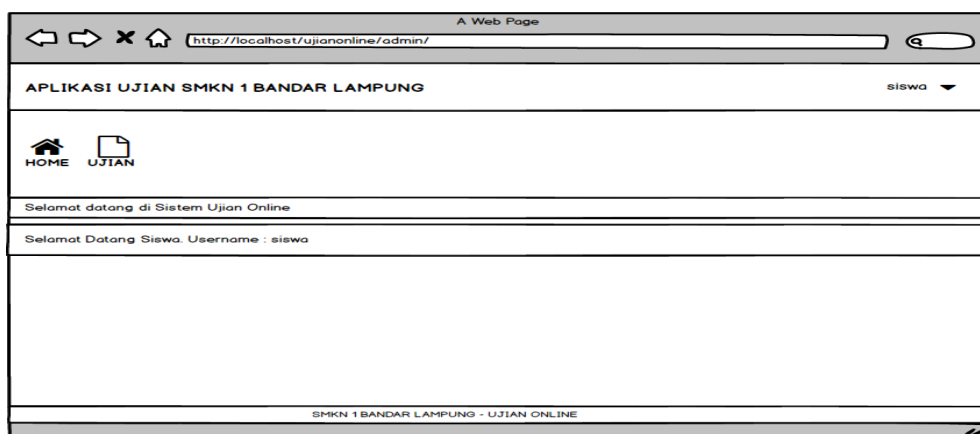 A Web Page
http://localhost/ujianonline/admin/
APLIKASI UJIAN SMKN 1 BANDAR LAMPUNG
siswa
HOME UJIAN
Selamat datang di Sistem Ujian Online
Selamat Datang Siswa. Username : siswa
SMKN 1 BANDAR LAMPUNG - UJIAN ONLINE